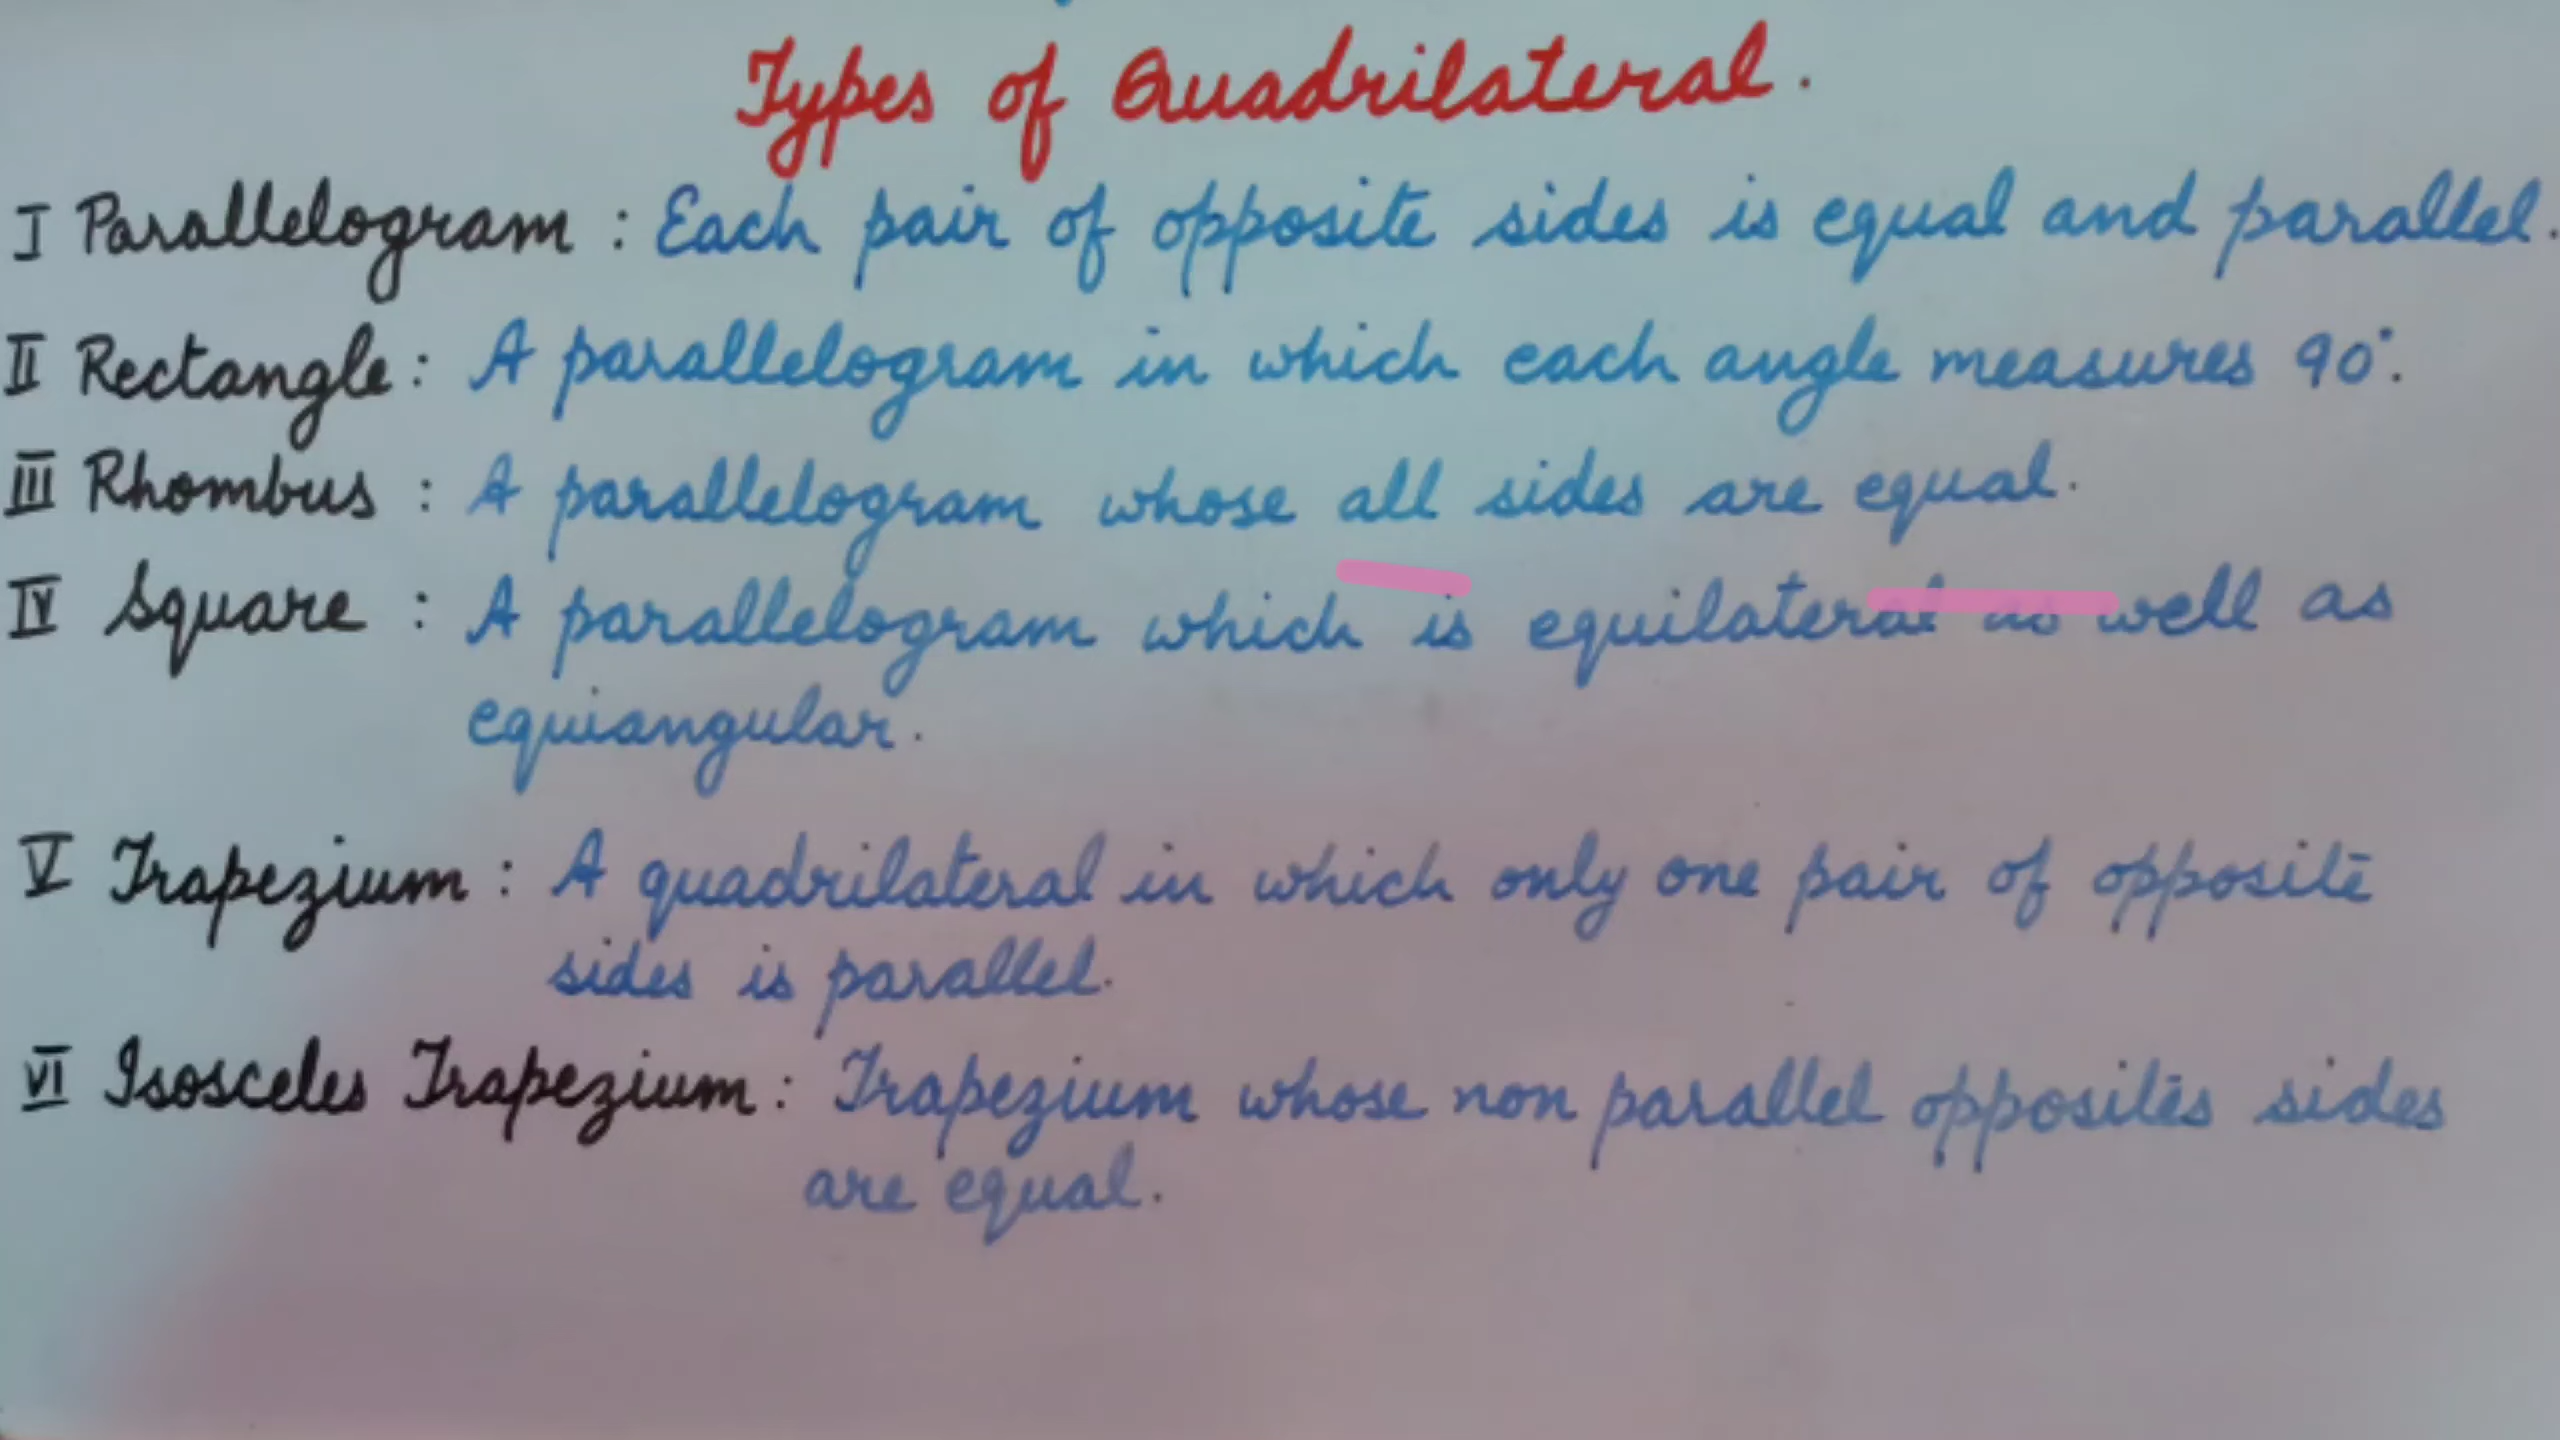 Types of Quadrilateral.
I Parallelogram : Each pair of opposite sides is equal and parallel.
II Rectangle : A parallelogram in which each angle measures 90°.
III Rhombus : A parallelogram whose all sides are equal.
IV Square : A parallelogram which is equilateral as well as
equiangular.
V Trapezium : A quadrilateral in which only one pair of opposite
sides is parallel.
VI Isosceles Trapezium : Trapezium whose non parallel opposites sides
are equal.